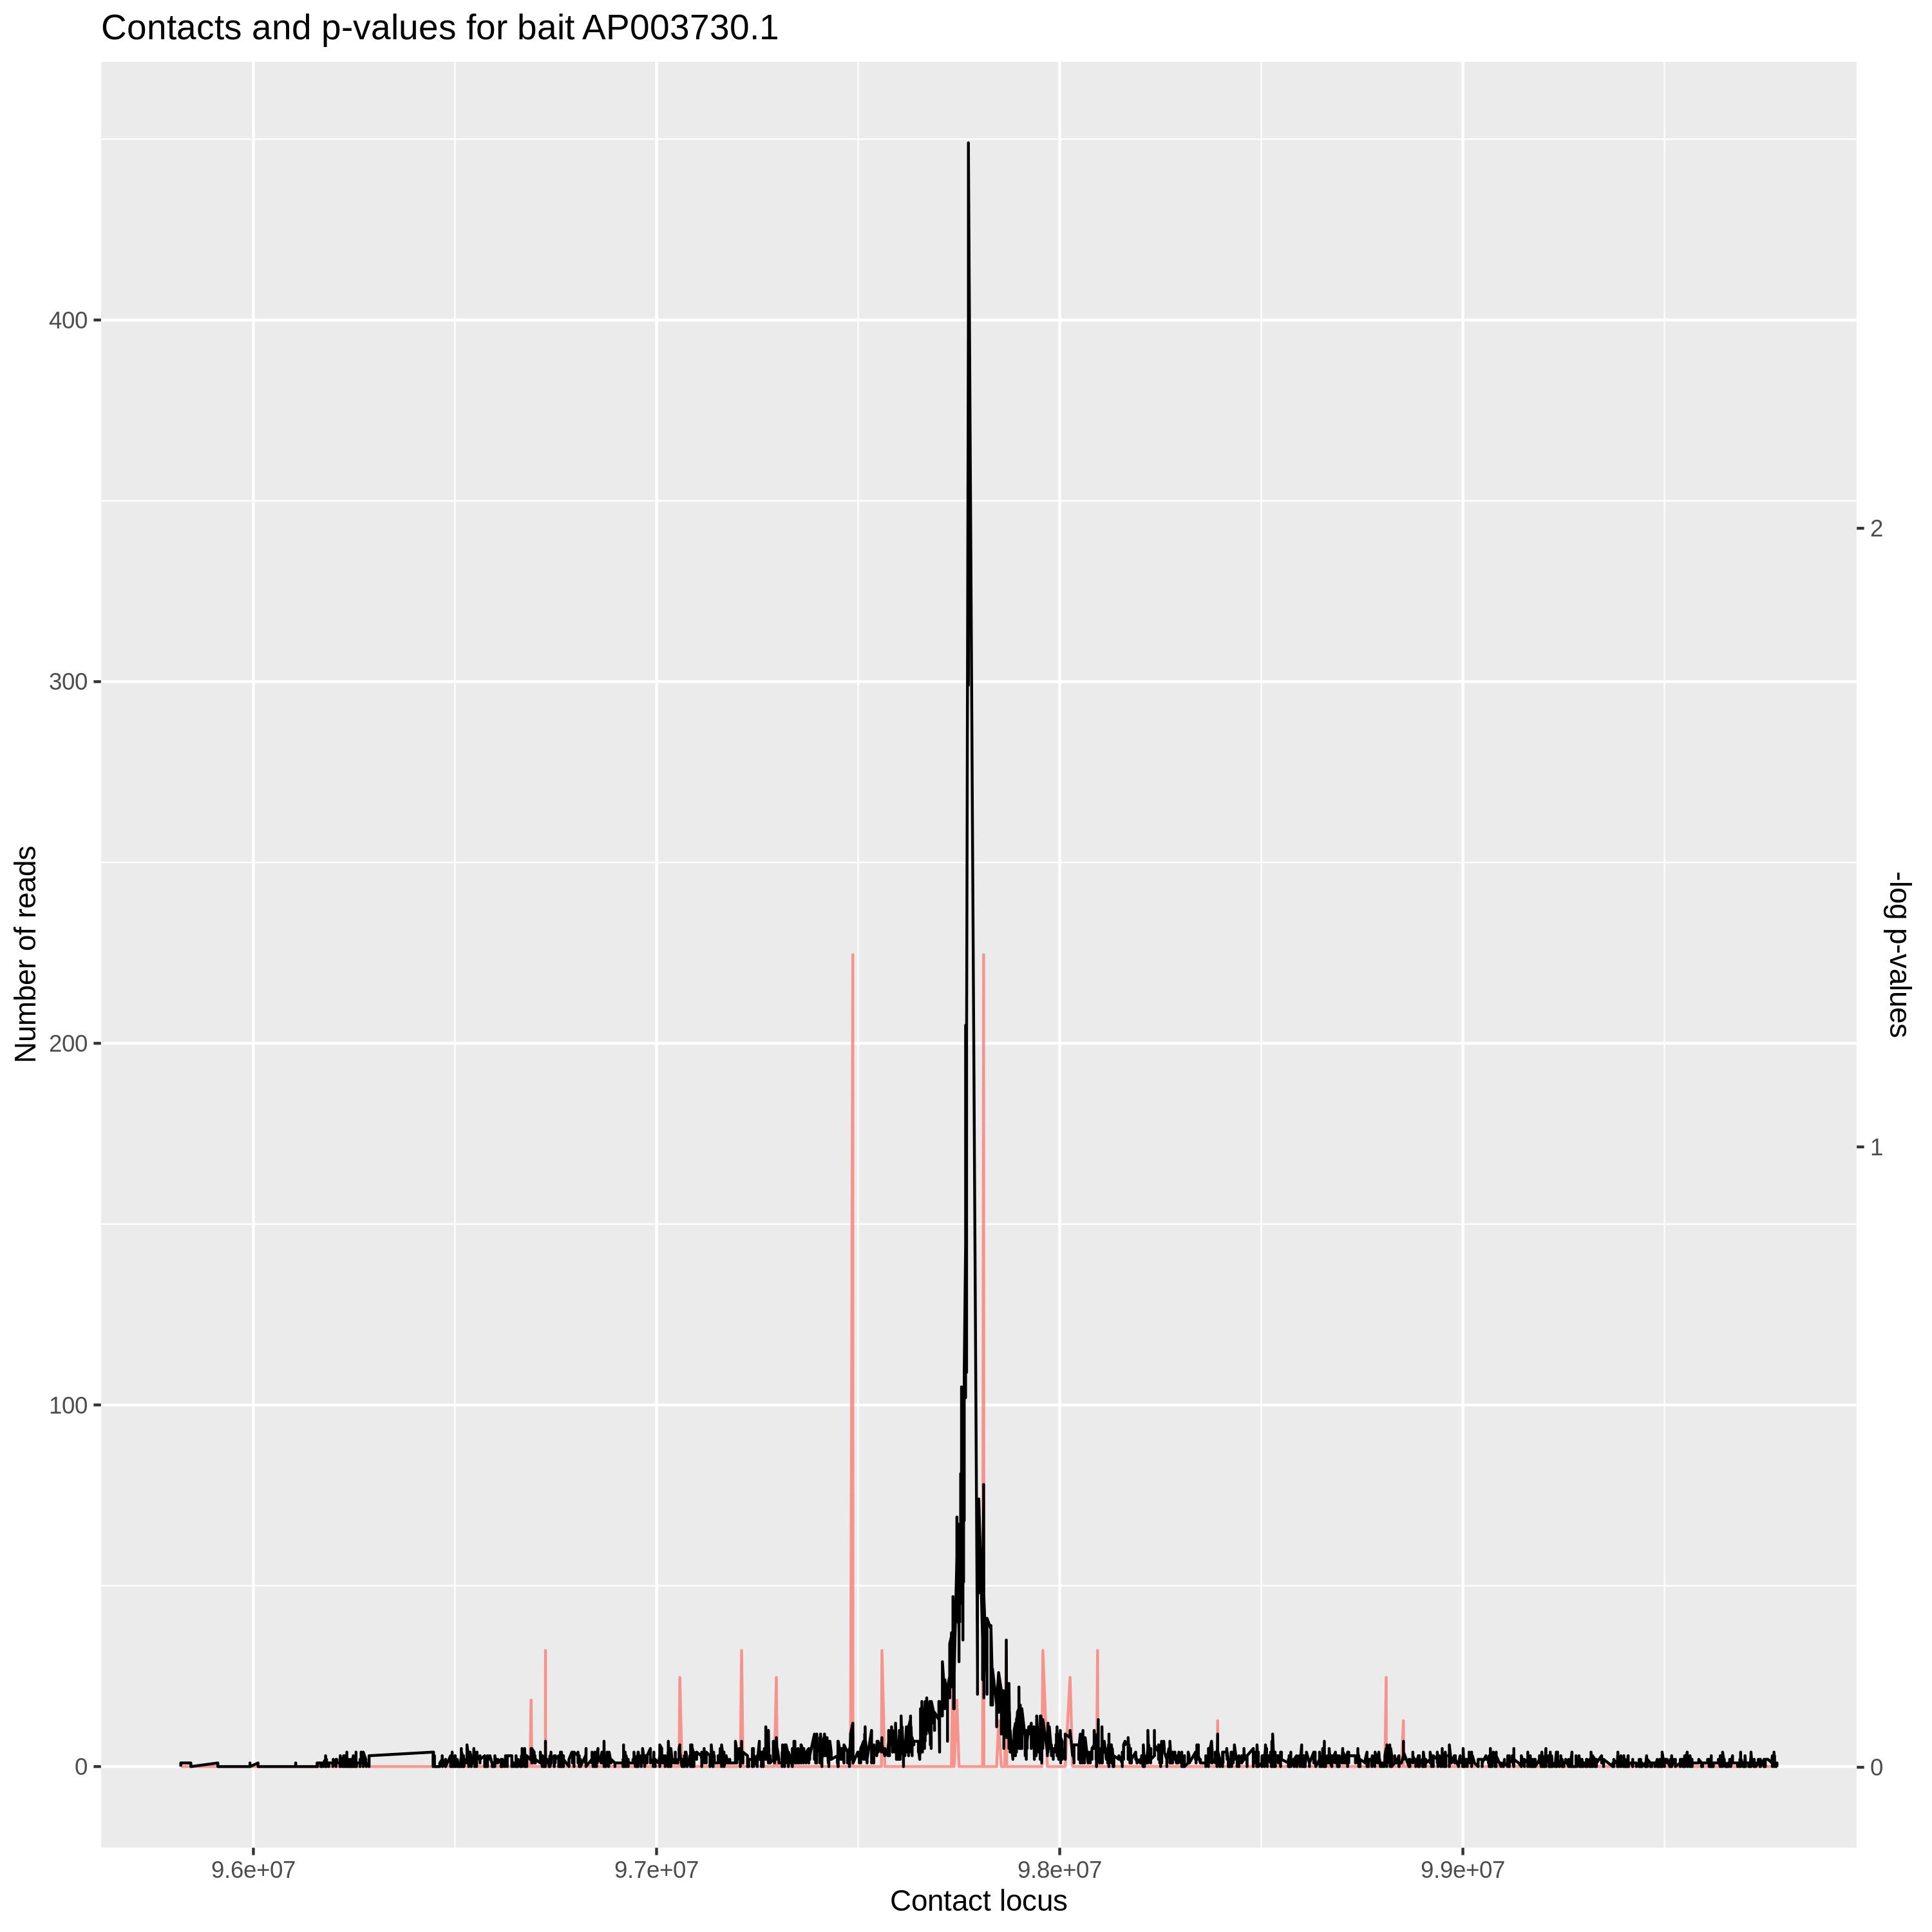 Contacts and p-values for bait AP003730.1
400
300
200
100
0
Number of reads
2
1
0
-log p-values
9.6e+07
9.7e+07
9.8e+07
9.9e+07
Contact locus